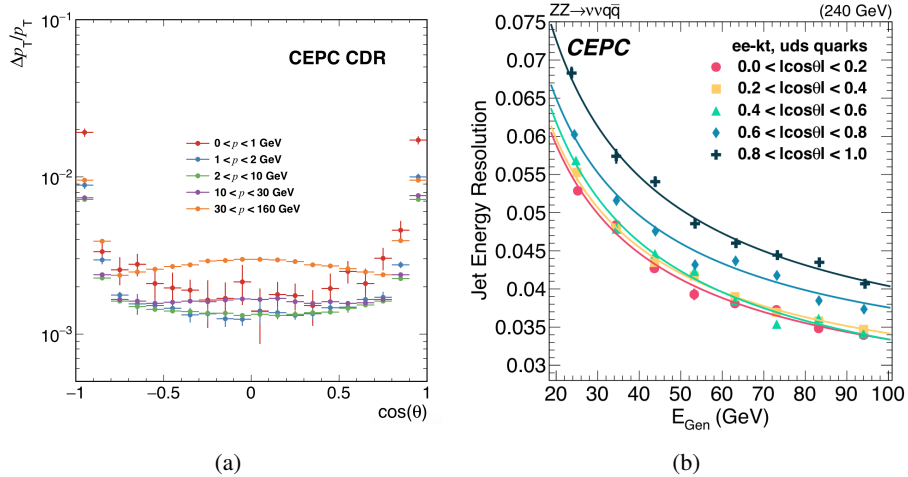 Δp_T/p_T
10⁻¹
10⁻²
10⁻³
CEPC CDR
0 < p < 1 GeV
1 < p < 2 GeV
2 < p < 10 GeV
10 < p < 30 GeV
30 < p < 160 GeV
−1 −0.5 0 0.5 1
cos(θ)
(a)
ZZ→ννqq̄ (240 GeV)
CEPC
ee-kt, uds quarks
0.0 < |cosθ| < 0.2
0.2 < |cosθ| < 0.4
0.4 < |cosθ| < 0.6
0.6 < |cosθ| < 0.8
0.8 < |cosθ| < 1.0
Jet Energy Resolution
0.075
0.07
0.065
0.06
0.055
0.05
0.045
0.04
0.035
0.03
20 30 40 50 60 70 80 90 100
E_Gen (GeV)
(b)